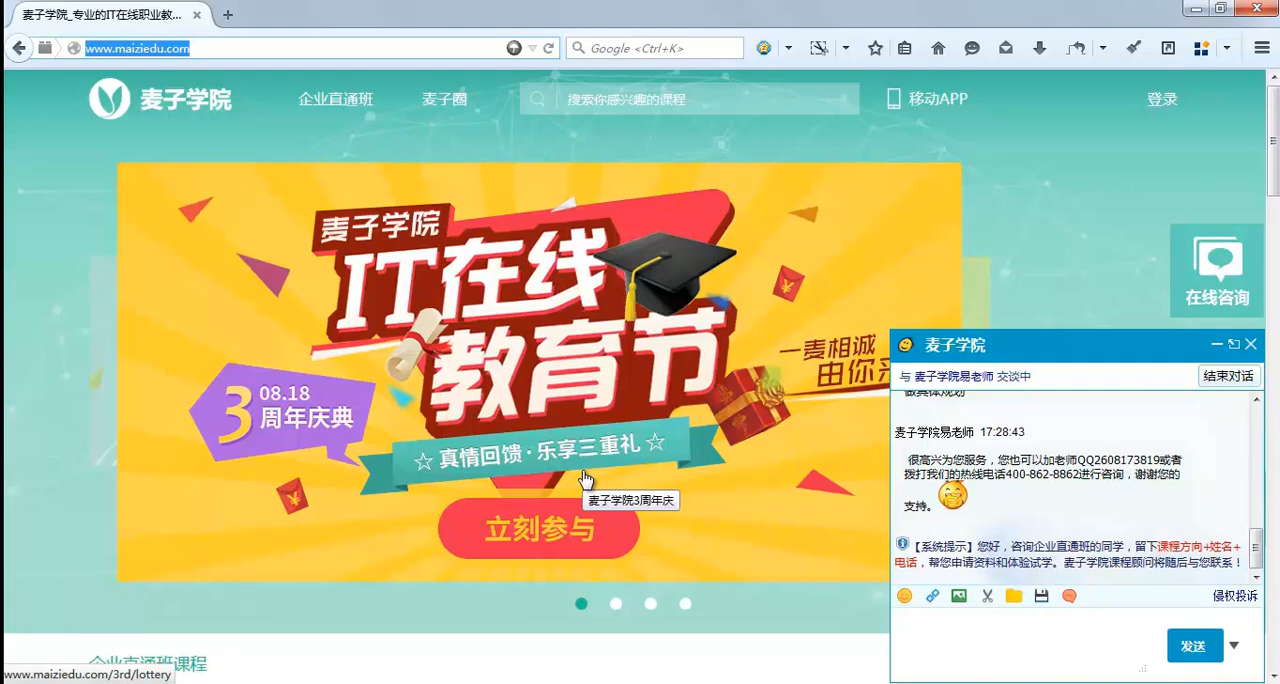 麦子学院_专业的IT在线职业教...
www.maiziedu.com
Google <Ctrl+K>
麦子学院
企业直通班
麦子圈
搜索你感兴趣的课程
移动APP
登录
麦子学院
IT在线
教育节
3 08.18
周年庆典
一麦相诚
由你
☆ 真情回馈·乐享三重礼 ☆
麦子学院3周年庆
立刻参与
在线咨询
麦子学院
与 麦子学院易老师 交谈中
结束对话
做具体规划
麦子学院易老师 17:28:43
很高兴为您服务，您也可以加老师QQ2608173819或者
拨打我们的热线电话400-862-8862进行咨询，谢谢您的
支持。
【系统提示】您好，咨询企业直通班的同学，留下课程方向+姓名+
电话，帮您申请资料和体验试学。麦子学院课程顾问将随后与您联系！
侵权投诉
发送
企业直通班课程
www.maiziedu.com/3rd/lottery